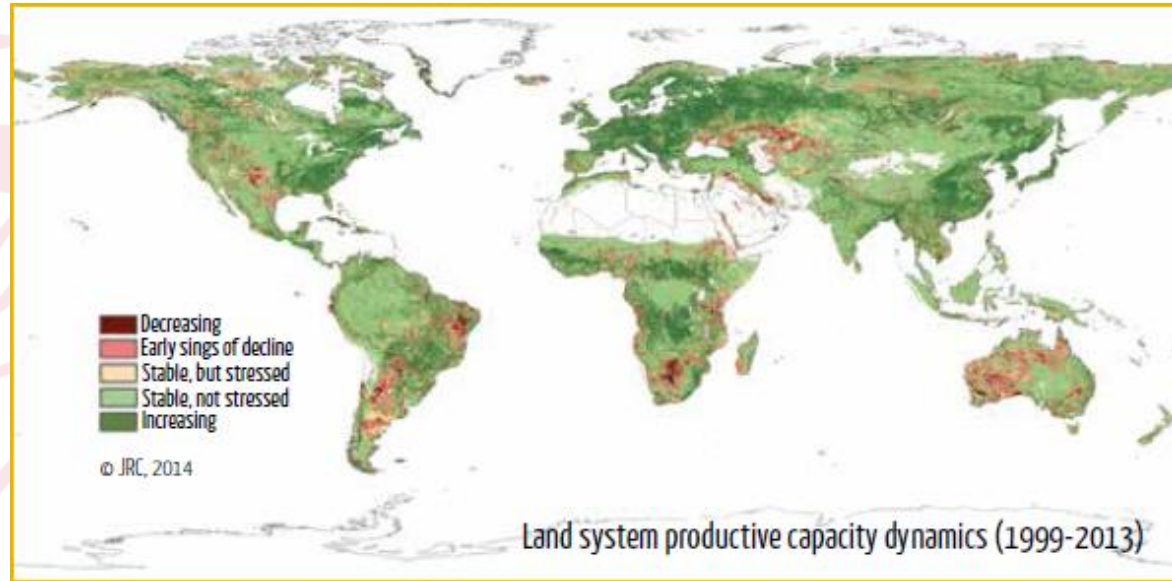 Decreasing
Early sings of decline
Stable, but stressed
Stable, not stressed
Increasing
© JRC, 2014
Land system productive capacity dynamics (1999-2013)